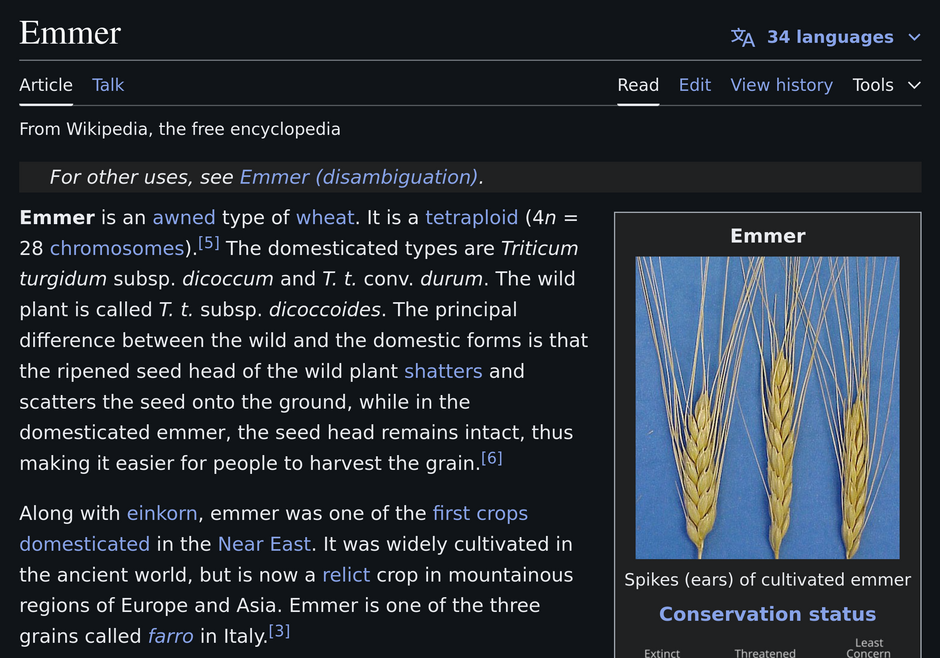 Emmer
34 languages
Article Talk Read Edit View history Tools
From Wikipedia, the free encyclopedia
For other uses, see Emmer (disambiguation).
Emmer is an awned type of wheat. It is a tetraploid (4n =
28 chromosomes).[5] The domesticated types are Triticum
turgidum subsp. dicoccum and T. t. conv. durum. The wild
plant is called T. t. subsp. dicoccoides. The principal
difference between the wild and the domestic forms is that
the ripened seed head of the wild plant shatters and
scatters the seed onto the ground, while in the
domesticated emmer, the seed head remains intact, thus
making it easier for people to harvest the grain.[6]
Along with einkorn, emmer was one of the first crops
domesticated in the Near East. It was widely cultivated in
the ancient world, but is now a relict crop in mountainous
regions of Europe and Asia. Emmer is one of the three
grains called farro in Italy.[3]
Emmer
Spikes (ears) of cultivated emmer
Conservation status
Extinct Threatened Least
Concern